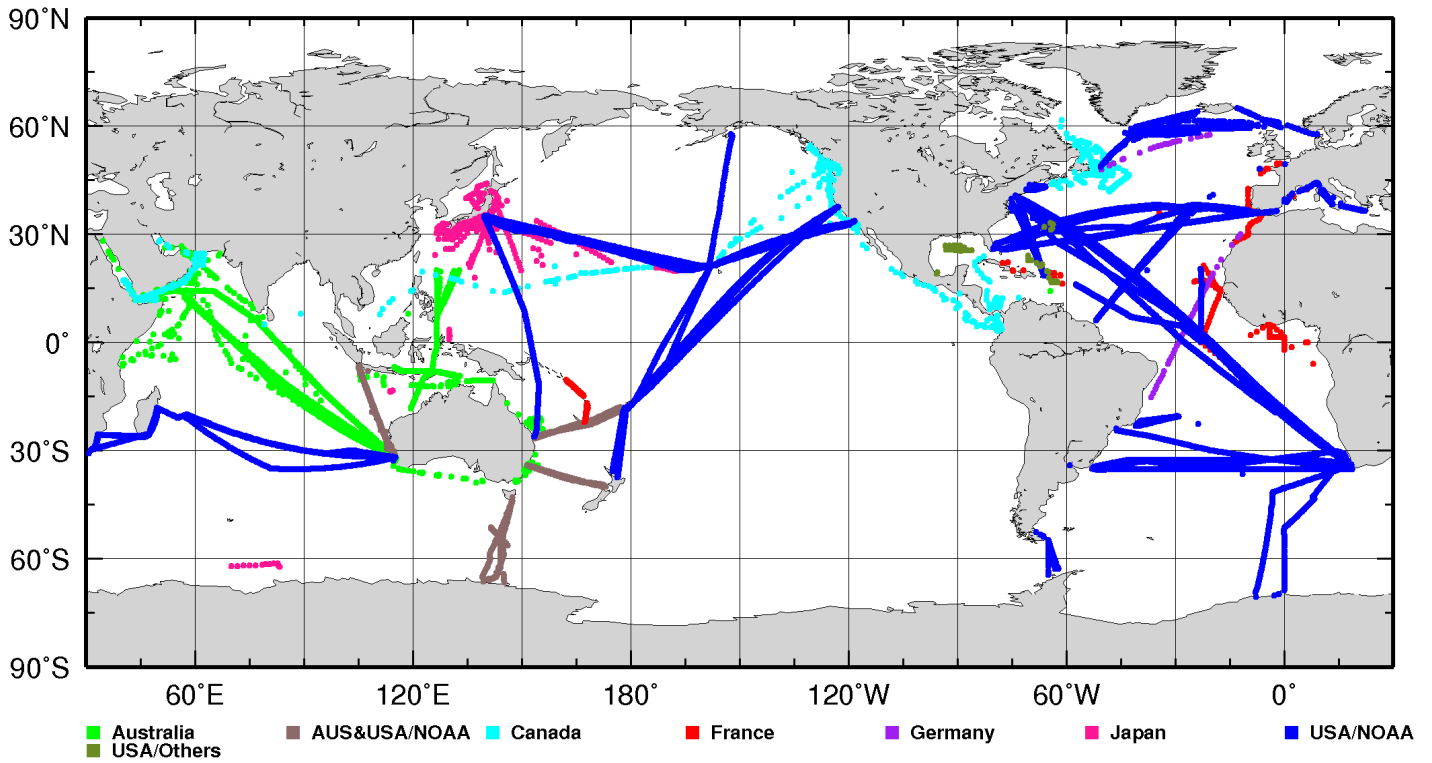 90˚N
60˚N
30˚N
0˚
30˚S
60˚S
90˚S
60˚E 120˚E 180˚ 120˚W 60˚W 0˚
Australia AUS&USA/NOAA Canada France Germany Japan USA/NOAA
USA/Others